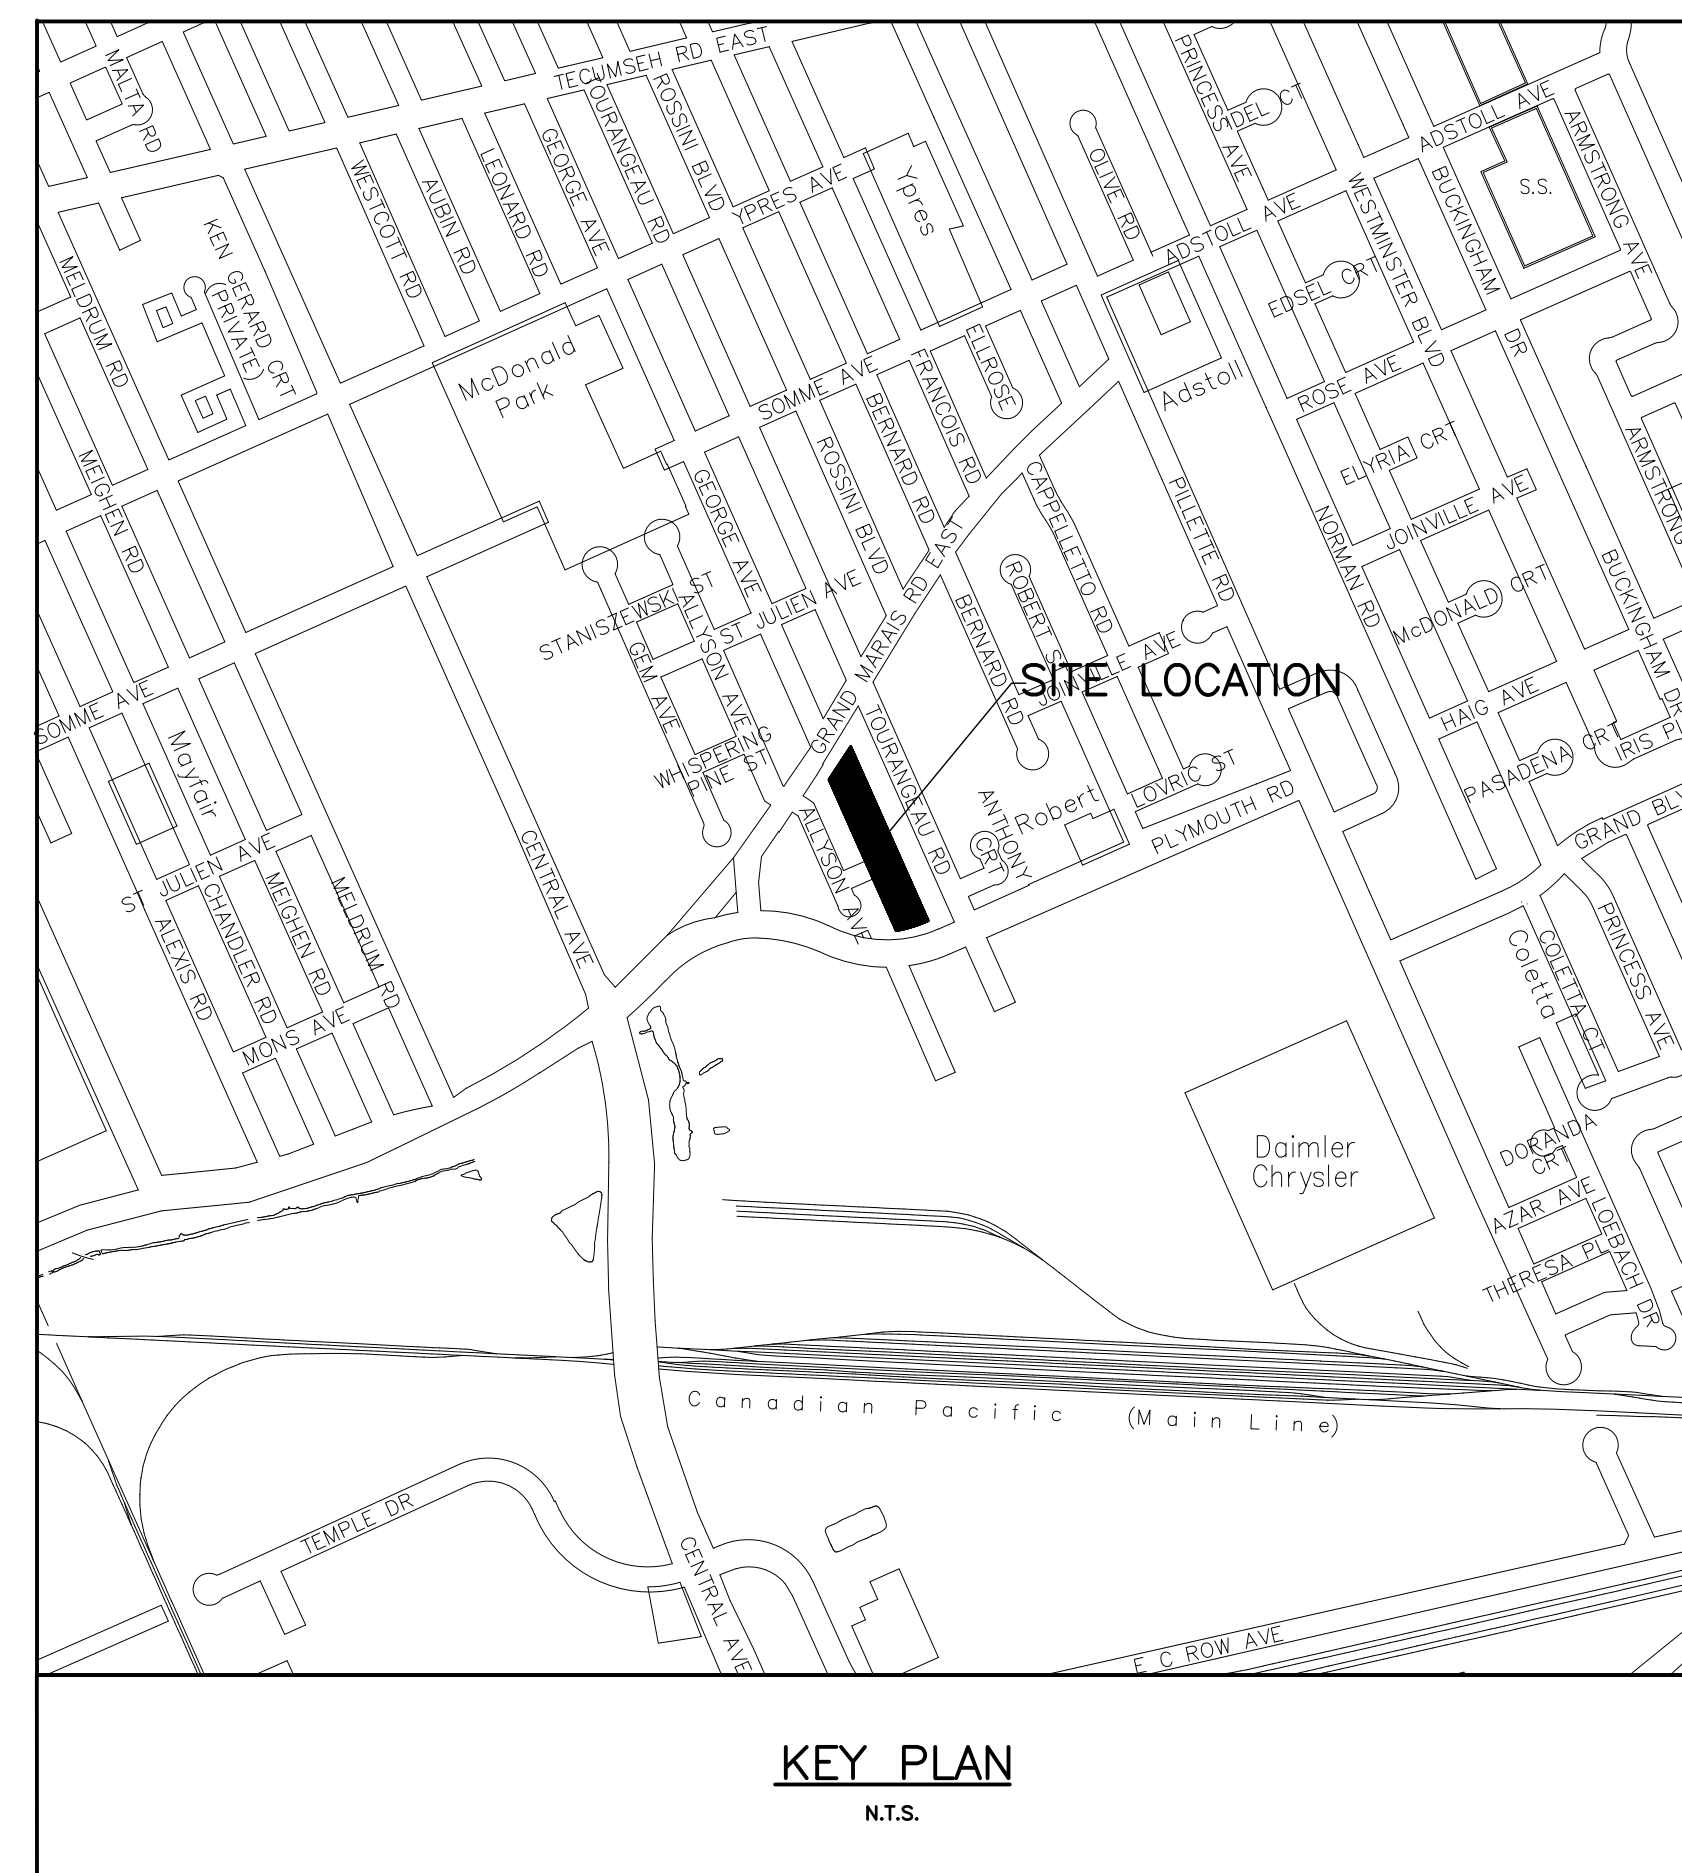 TECUMSEH RD EAST
MALTA RD
TOURANGEAU RD
ROSSINI BLVD
PRINCESS AVE
ADSTOLL AVE
ARMSTRONG AVE
WESTCOTT RD
AUBIN RD
LEONARD RD
GEORGE AVE
YPRES AVE
Ypres
OLIVE RD
ADSTOLL AVE
WESTMINSTER BLVD
BUCKINGHAM
DR
S.S.
KEN GERARD CRT
(PRIVATE)
MELDRUM RD
EDSEL CRT
McDonald
Park
SOMME AVE
FRANCOIS RD
ELLROSE
Adstoll
ROSE AVE
MEIGHEN RD
GEORGE AVE
ROSSINI BLVD
BERNARD RD
CAPPELLETTO RD
PILLETTE RD
NORMAN RD
ELYRIA CRT
JOINVILLE AVE
ARMSTRONG
GRAND MARAIS RD EAST
STANISZEWSKI ST
ALLYSON AVE
ST JULIEN AVE
GEM AVE
BERNARD RD
ROBERT S
JOINVILLE AVE
McDONALD CRT
BUCKINGHAM DR
SITE LOCATION
SOMME AVE
Mayfair
WHISPERING
PINE ST
TOURANGEAU RD
HAIG AVE
PASADENA CRT
IRIS P
ANTHONY
CRT
Robert
LOVRIC ST
PLYMOUTH RD
GRAND BLV
ST JULIEN AVE
ALEXIS RD
CHANDLER RD
MEIGHEN RD
MELDRUM RD
CENTRAL AVE
ALLYSON AVE
MONS AVE
Coletta
COLETTA CT
PRINCESS AVE
Daimler
Chrysler
DORANDA
CRT
AZAR AVE
THERESA PL
LOEBACH DR
Canadian Pacific (Main Line)
TEMPLE DR
CENTRAL AVE
E C ROW AVE
KEY PLAN
N.T.S.